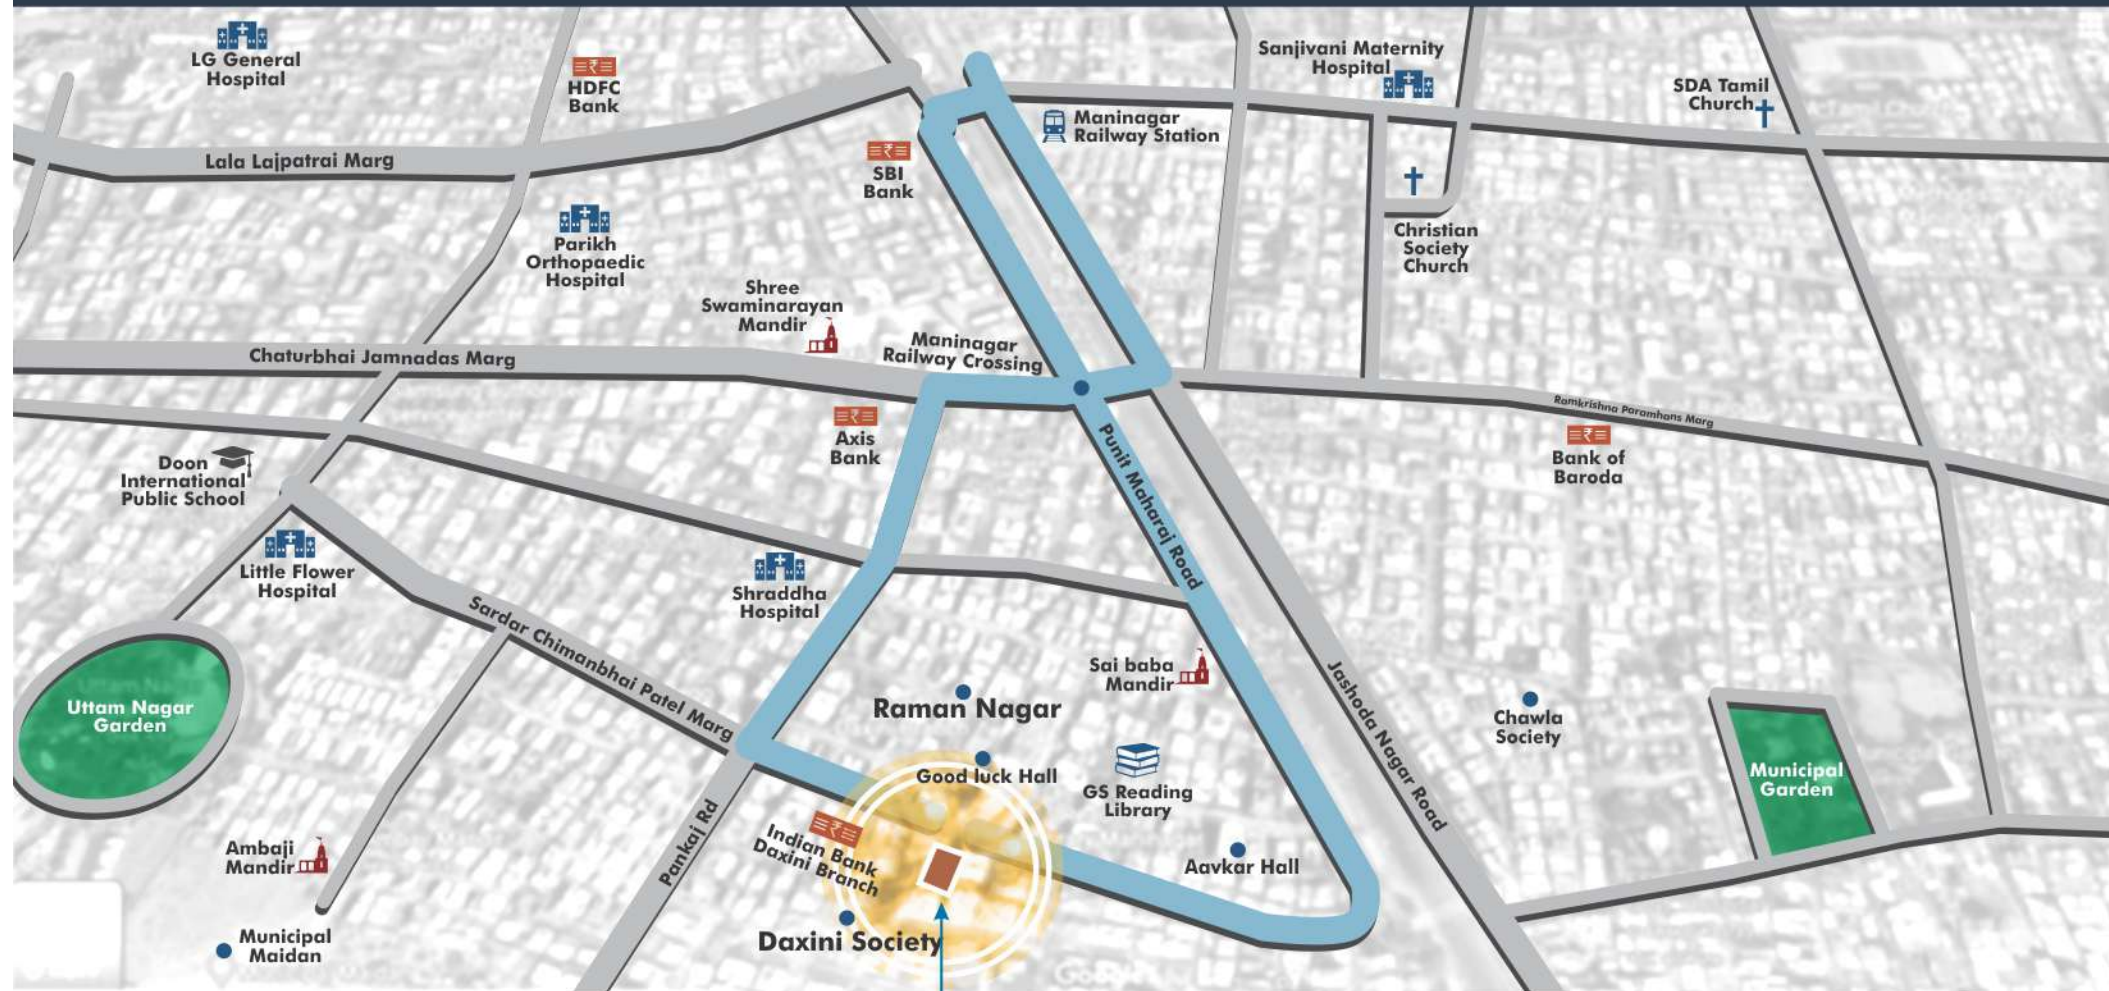 LG General
Hospital
HDFC
Bank
Sanjivani Maternity
Hospital
SDA Tamil
Church
Maninagar
Railway Station
Lala Lajpatrai Marg
SBI
Bank
Parikh
Orthopaedic
Hospital
Christian
Society
Church
Shree
Swaminarayan
Mandir
Maninagar
Railway Crossing
Chaturbhai Jamnadas Marg
Ramkrishna Paramhans Marg
Axis
Bank
Bank of
Baroda
Doon
International
Public School
Punit Maharaj Road
Little Flower
Hospital
Shraddha
Hospital
Sardar Chimanbhai Patel Marg
Sai baba
Mandir
Jashoda Nagar Road
Uttam Nagar
Garden
Raman Nagar
Chawla
Society
Good luck Hall
GS Reading
Library
Municipal
Garden
Pankaj Rd
Indian Bank
Daxini Branch
Aavkar Hall
Ambaji
Mandir
Daxini Society
Municipal
Maidan
Google